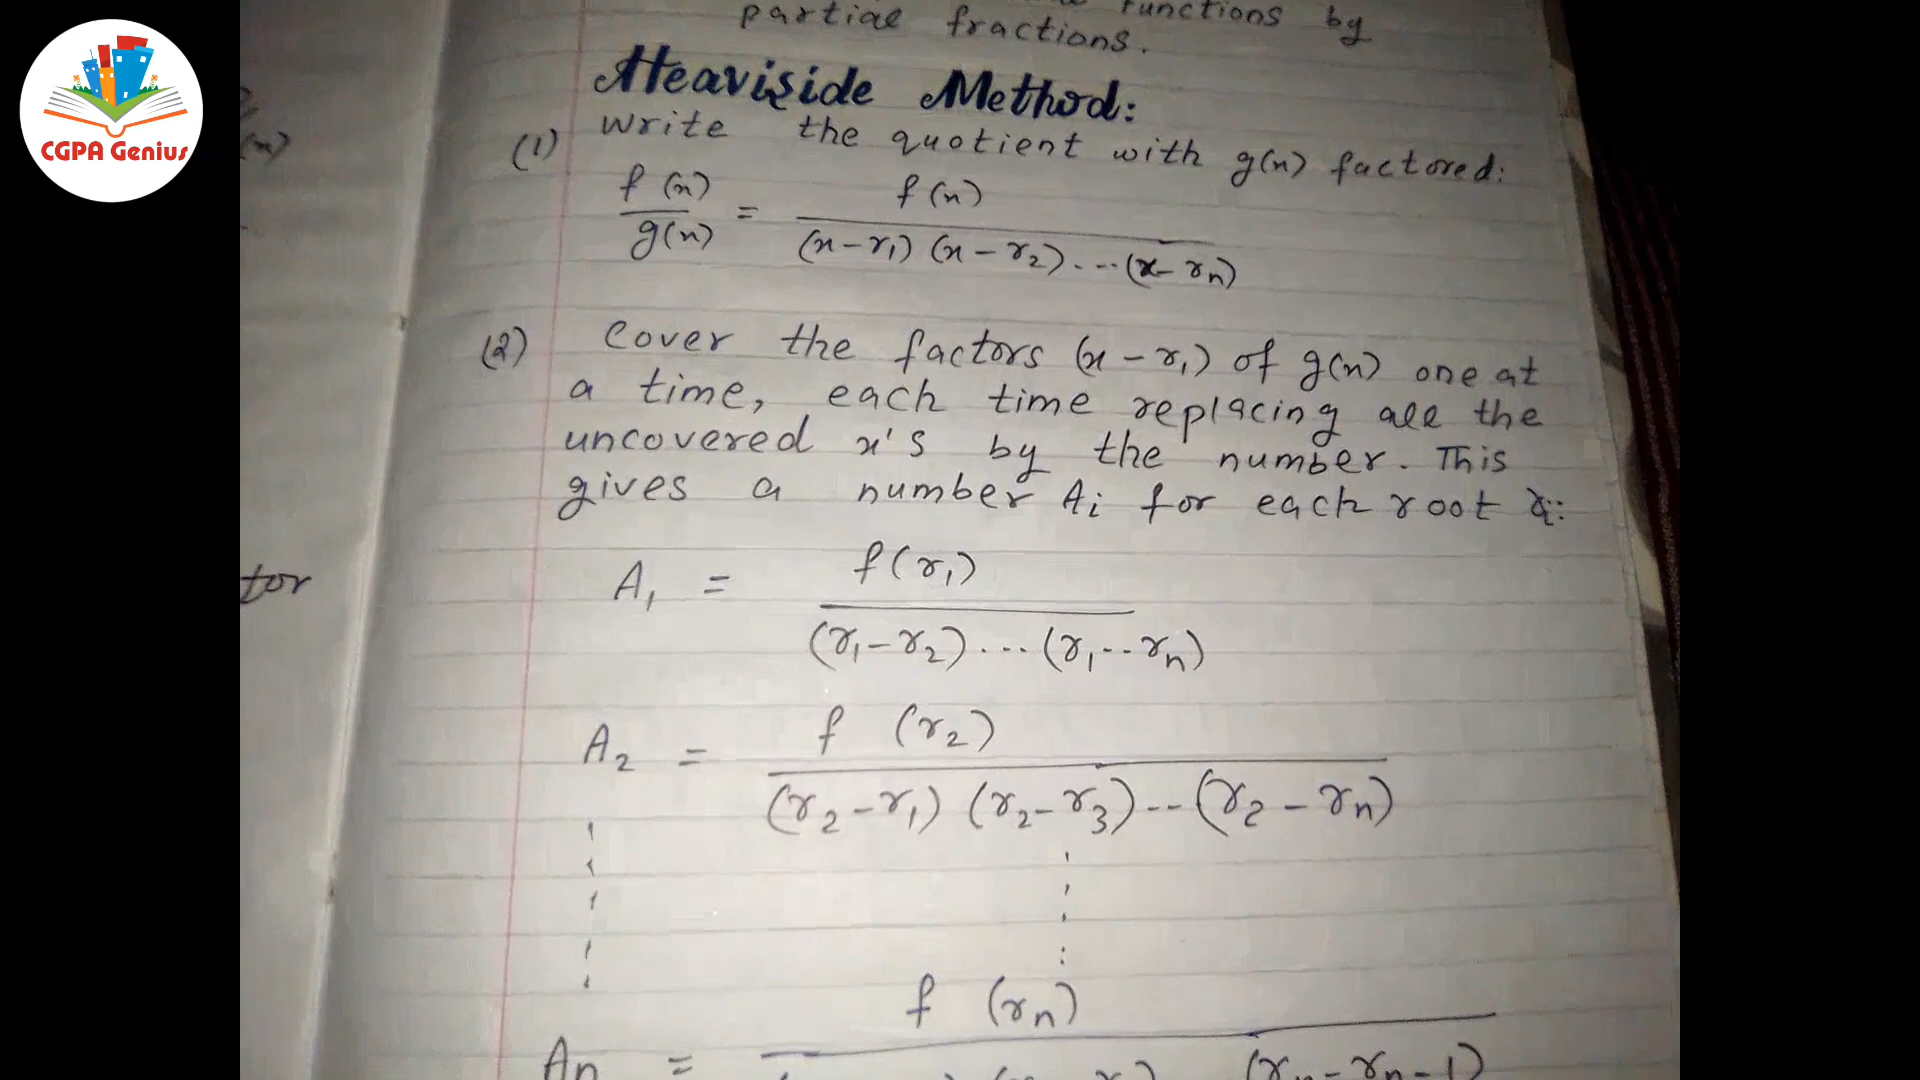 functions by
partial fractions.
Heaviside Method:
(1) Write the quotient with g(x) factored:
f(x)/g(x) = f(x)/(x-r₁)(x-r₂)...(x-rₙ)
(2) Cover the factors (x-r₁) of g(x) one at
a time, each time replacing all the
uncovered x's by the number. This
gives a number Aᵢ for each root rᵢ:
A₁ = f(r₁)/(r₁-r₂)...(r₁--rₙ)
A₂ = f(r₂)/(r₂-r₁)(r₂-r₃)--(r₂-rₙ)
f(rₙ)
An =
(rₙ-rₙ-1)
(x)
tor
CGPA Genius